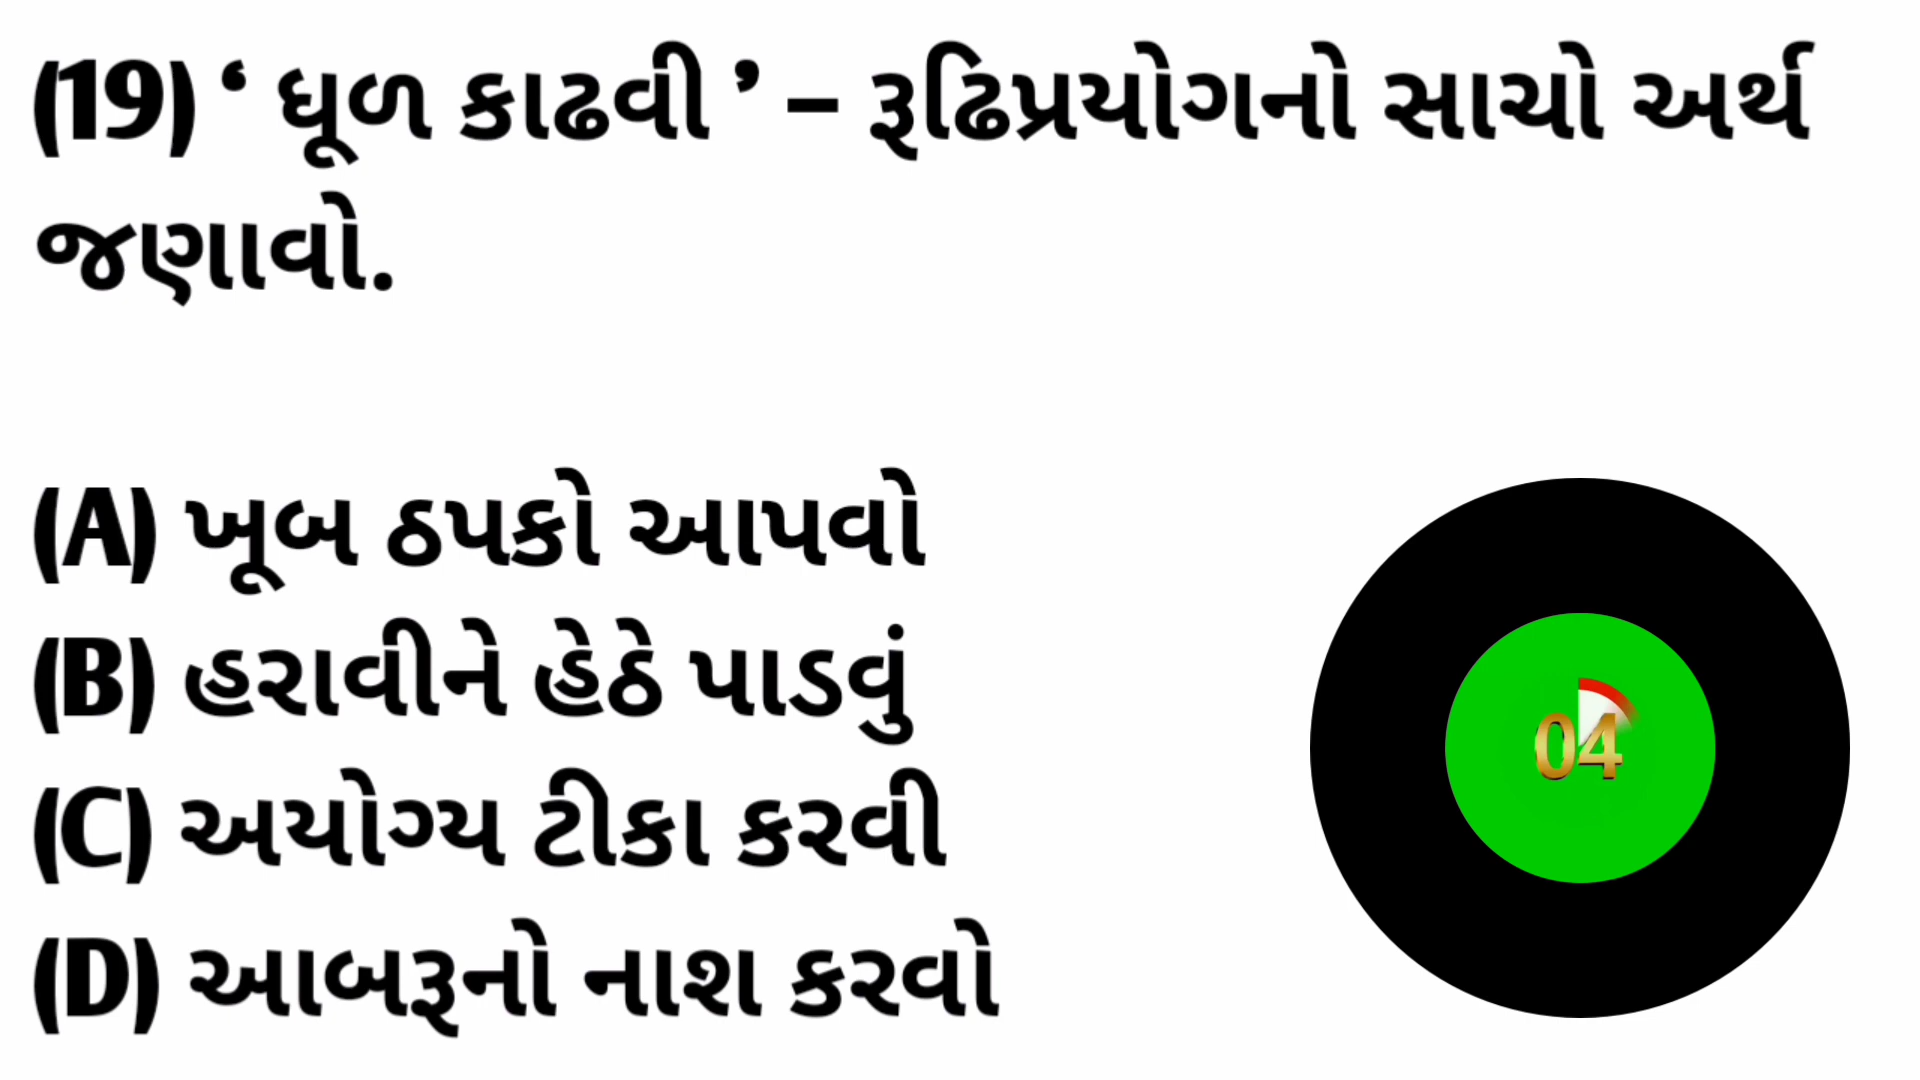 (19) ‘ ધૂળ કાઢવી ’ – રૂઢિપ્રયોગનો સાચો અર્થ
જણાવો.
(A) ખૂબ ઠપકો આપવો
(B) હરાવીને હેઠે પાડવું
(C) અયોગ્ય ટીકા કરવી
(D) આબરૂનો નાશ કરવો
04